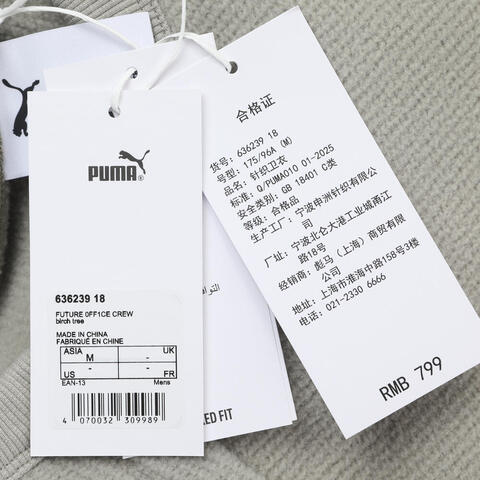 PUMA
636239 18
FUTURE 0FF1CE CREW
birch tree
MADE IN CHINA
FABRIQUÉ EN CHINE
ASIA M - UK
US - - FR
EAN-13 Mens
4 070032 309989
ED FIT
合格证
货号: 636239 18
号型: 175/96A (M)
品名: 针织卫衣
标准: Q/PUMA010 01-2025
安全类别: GB 18401 C类
等级: 合格品
生产工厂: 宁波申洲针织有限公
司
厂址: 宁波北仑大港工业城甬江
路18号
经销商: 彪马(上海)商贸有限
公司
地址: 上海市淮海中路158号3楼
电话: 021-2330 6666
RMB 799